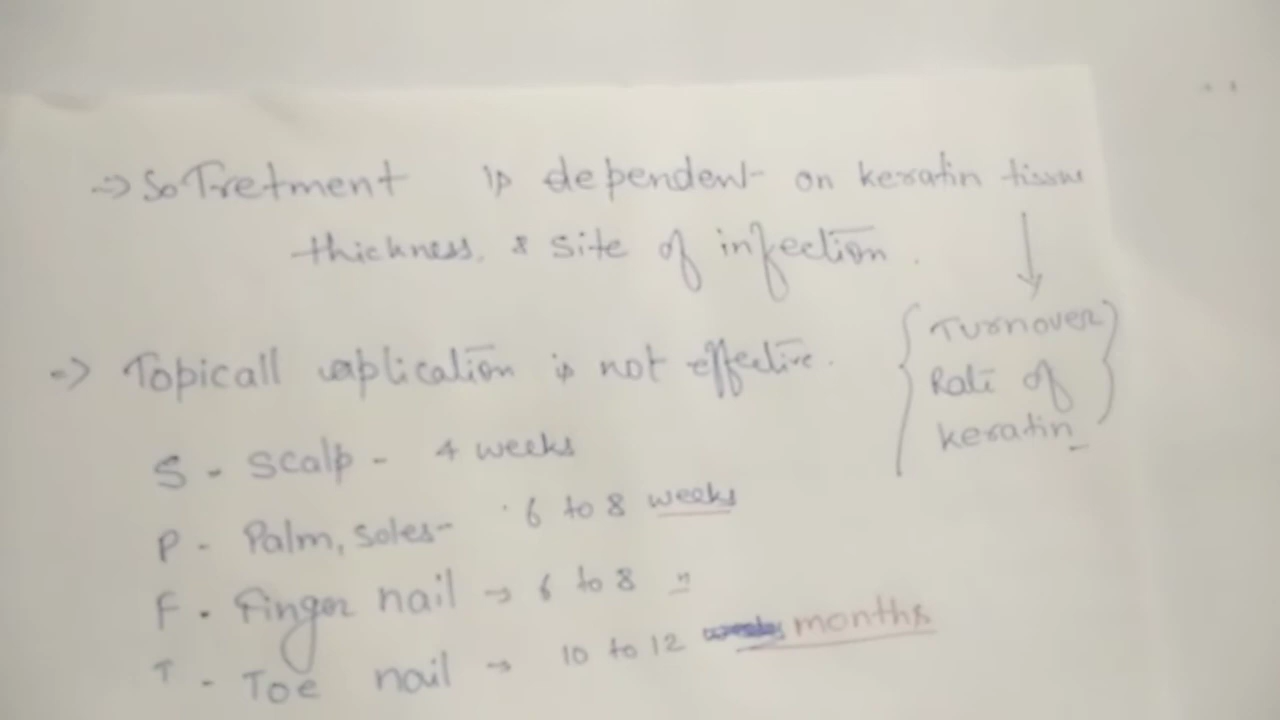 => So Tretment is dependent on keratin tissue
thickness. & site of infection.
=> Topicall aplication is not effective.
{ Turnover
Rate of
keratin }
S - Scalp - 4 weeks
P - Palm, soles - 6 to 8 weeks
F - Finger nail → 6 to 8 "
T - Toe nail → 10 to 12 months